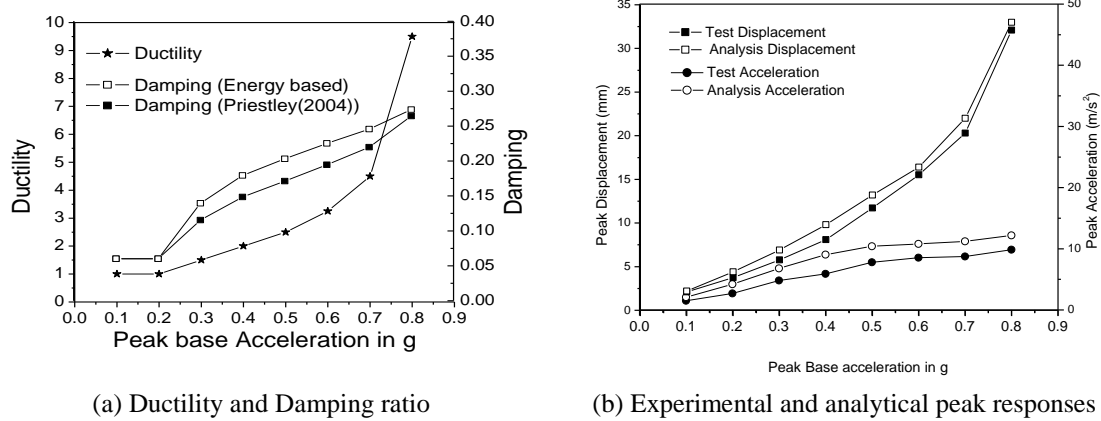 10
9
8
7
6
5
4
3
2
1
0
Ductility
Ductility
Damping (Energy based)
Damping (Priestley(2004))
0.40
0.35
0.30
0.25
0.20
0.15
0.10
0.05
0.00
Damping
0.0 0.1 0.2 0.3 0.4 0.5 0.6 0.7 0.8 0.9
Peak base Acceleration in g
(a) Ductility and Damping ratio
35
30
25
20
15
10
5
0
Peak Displacement (mm)
Test Displacement
Analysis Displacement
Test Acceleration
Analysis Acceleration
50
40
30
20
10
0
Peak Acceleration (m/s²)
0.0 0.1 0.2 0.3 0.4 0.5 0.6 0.7 0.8 0.9
Peak Base acceleration in g
(b) Experimental and analytical peak responses